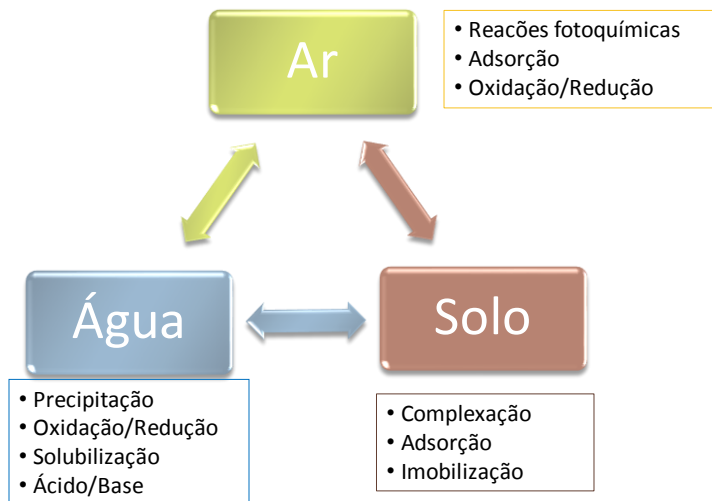 Ar
• Reacões fotoquímicas
• Adsorção
• Oxidação/Redução
Água
Solo
• Precipitação
• Oxidação/Redução
• Solubilização
• Ácido/Base
• Complexação
• Adsorção
• Imobilização